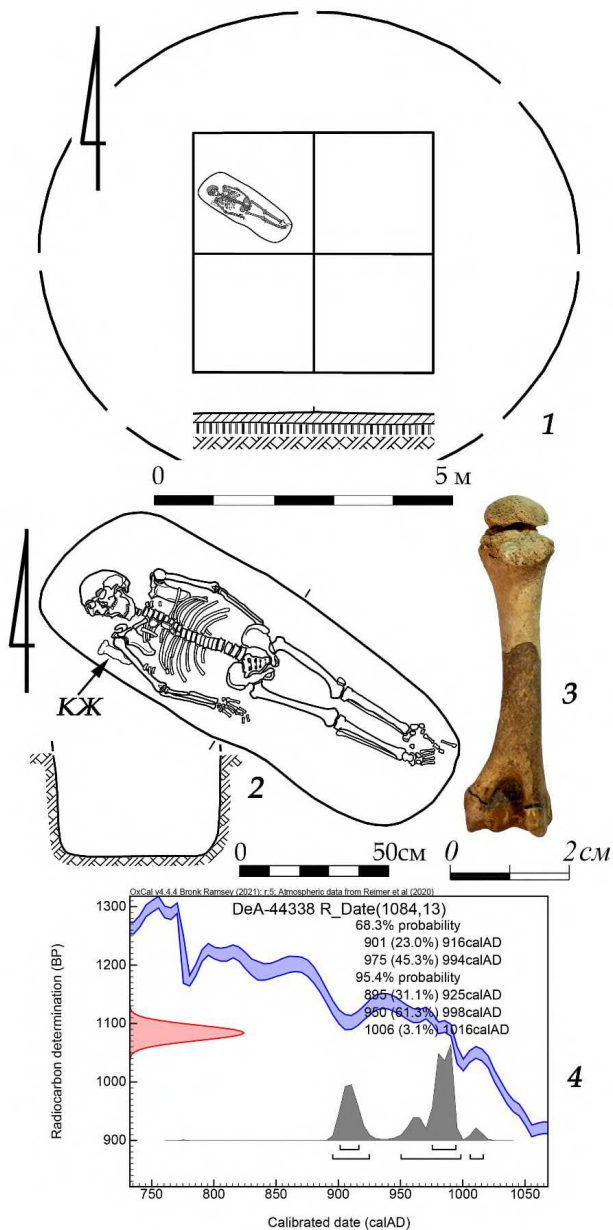 1
0 5 м
КЖ
2
3
0 50см
0 2 см
OxCal v4.4.4 Bronk Ramsey (2021); r:5; Atmospheric data from Reimer et al (2020)
DeA-44338 R_Date(1084,13)
68.3% probability
901 (23.0%) 916calAD
975 (45.3%) 994calAD
95.4% probability
895 (31.1%) 925calAD
950 (61.3%) 998calAD
1006 (3.1%) 1016calAD
Radiocarbon determination (BP)
1300
1200
1100
1000
900
4
750 800 850 900 950 1000 1050
Calibrated date (calAD)